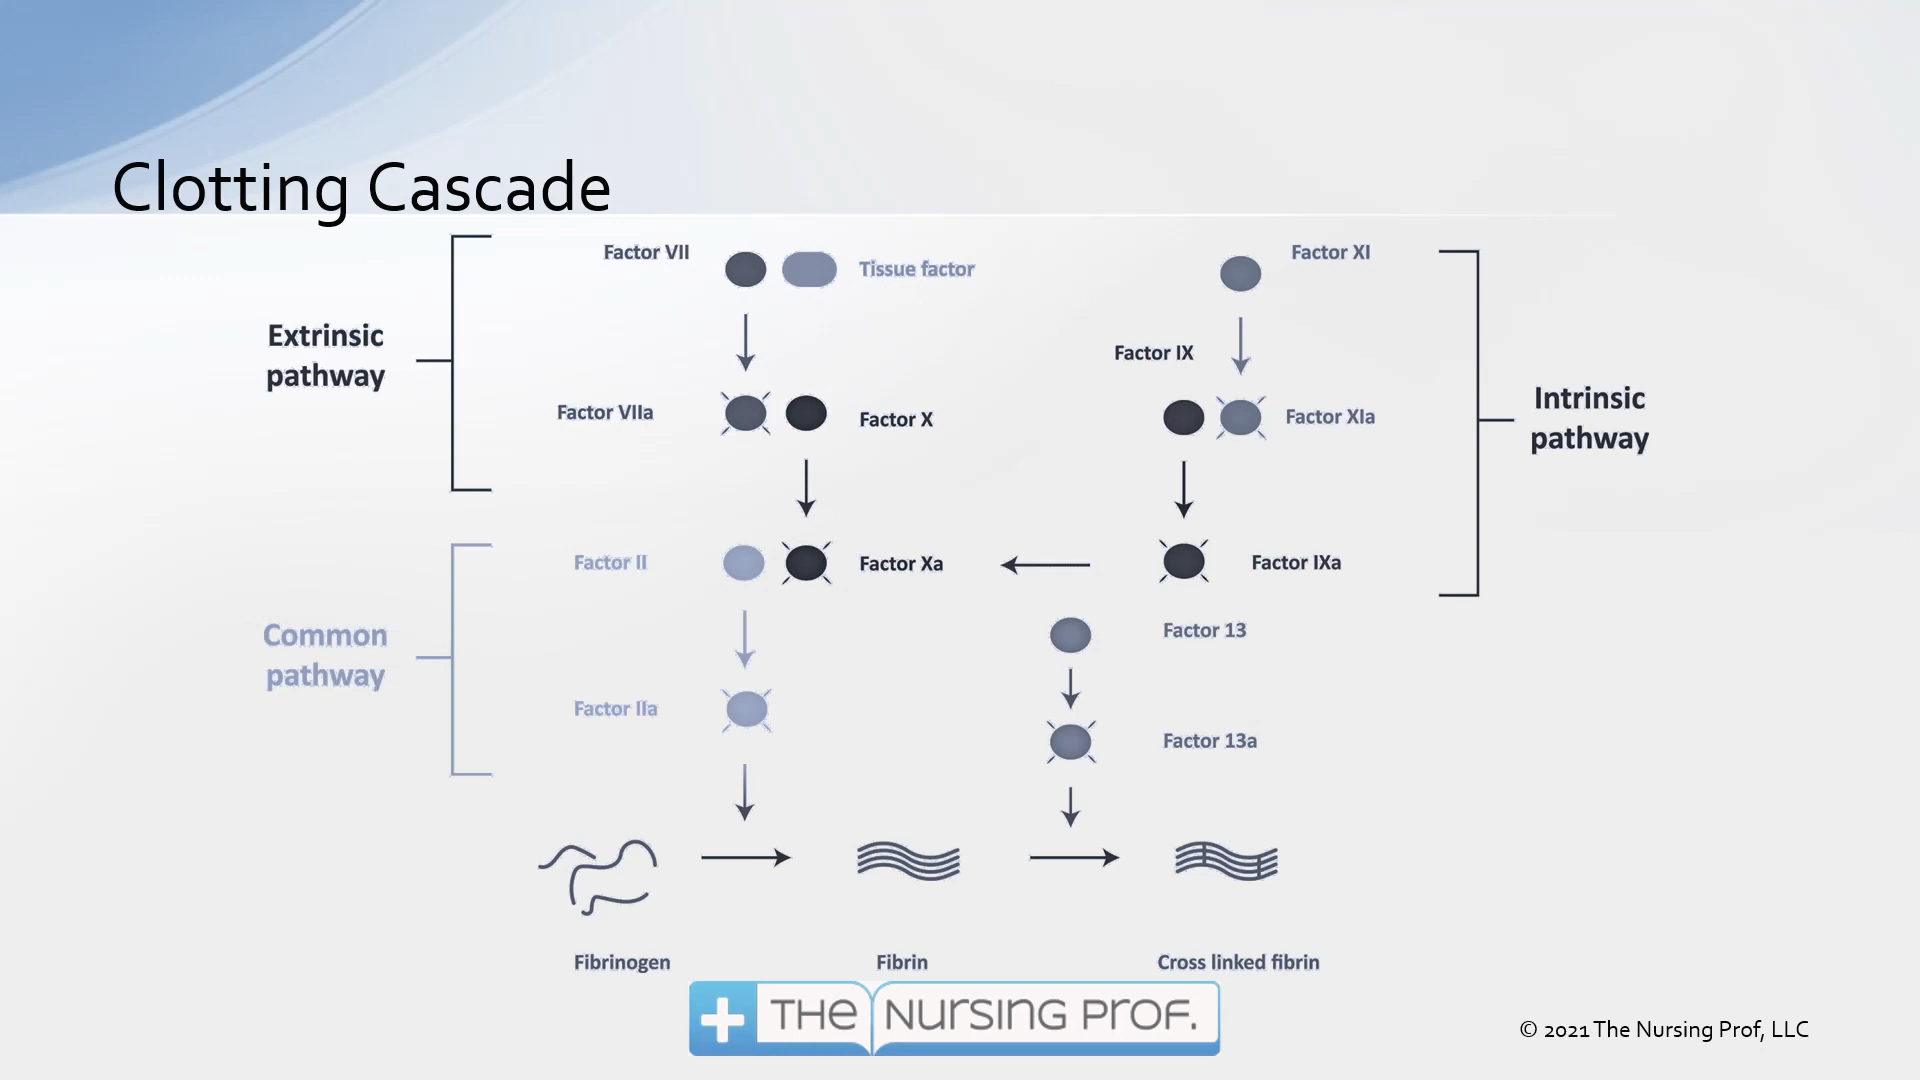 Clotting Cascade
Factor VII
Tissue factor
Factor XI
Extrinsic
pathway
Factor IX
Factor VIIa
Factor X
Factor XIa
Intrinsic
pathway
Factor II
Factor Xa
Factor IXa
Common
pathway
Factor 13
Factor IIa
Factor 13a
Fibrinogen
Fibrin
Cross linked fibrin
THE NURSING PROF.
© 2021 The Nursing Prof, LLC